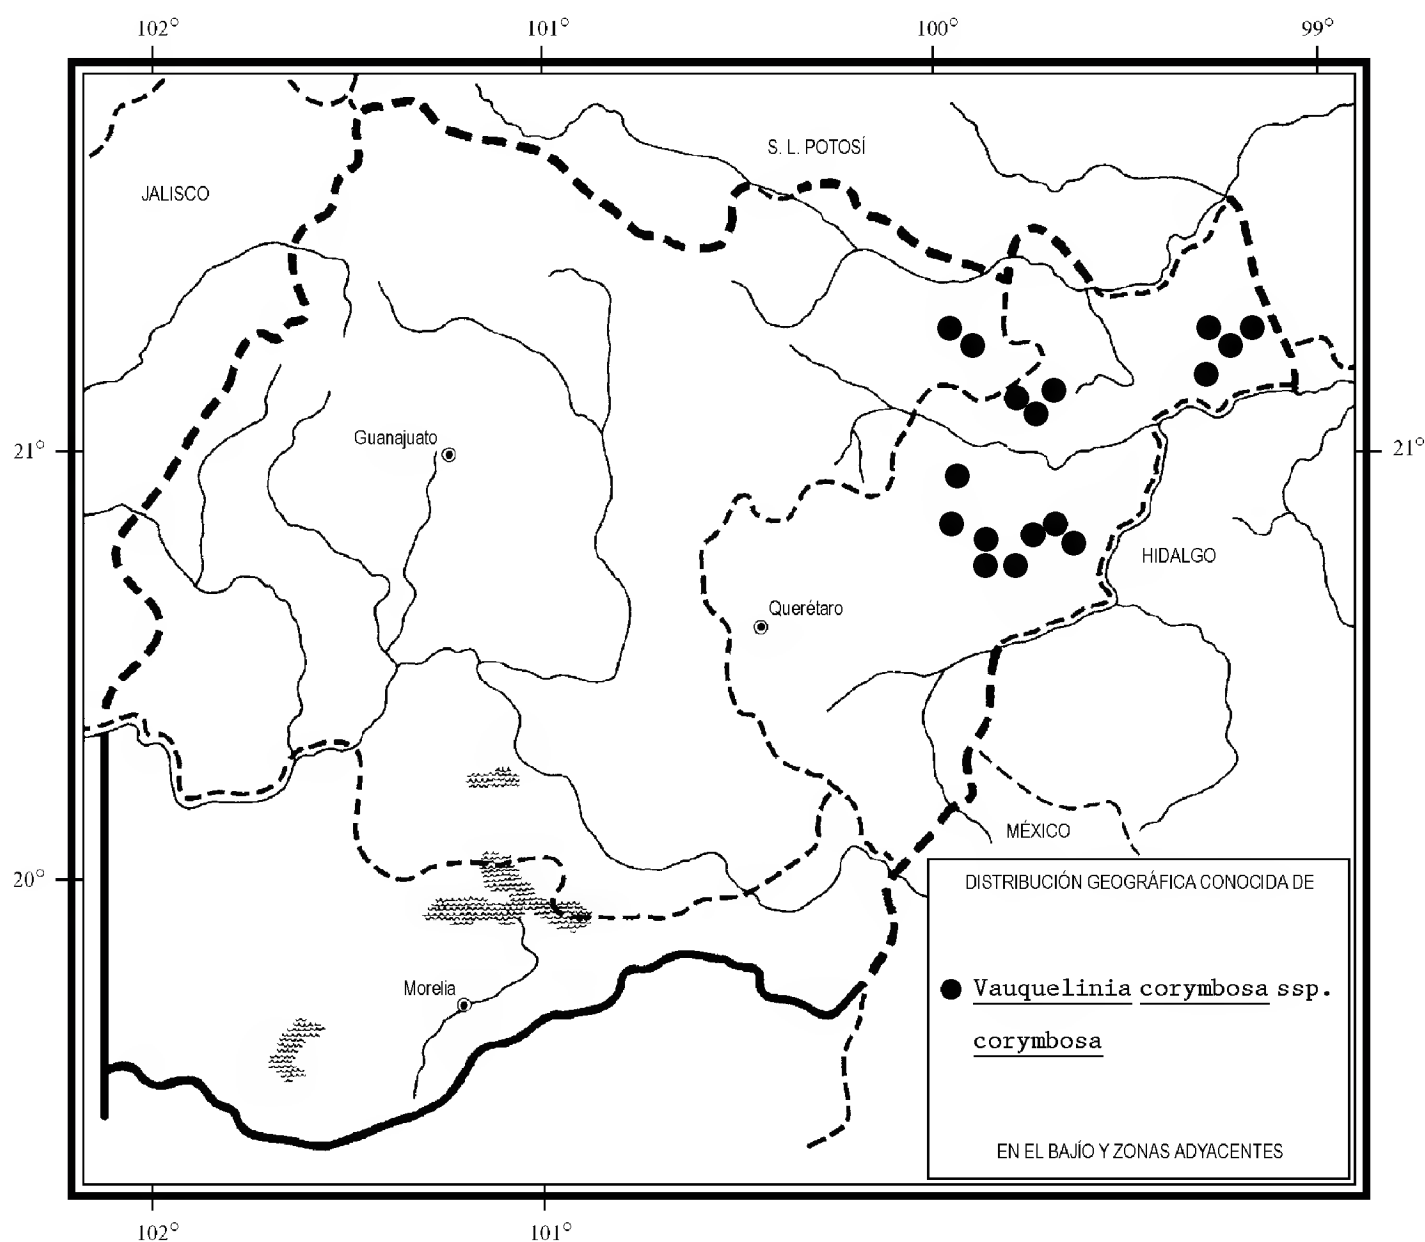 102° 101° 100° 99°
S. L. POTOSÍ
JALISCO
Guanajuato
21° 21°
HIDALGO
Querétaro
MÉXICO
20°
DISTRIBUCIÓN GEOGRÁFICA CONOCIDA DE
Vauquelinia corymbosa ssp.
corymbosa
Morelia
EN EL BAJÍO Y ZONAS ADYACENTES
102° 101°